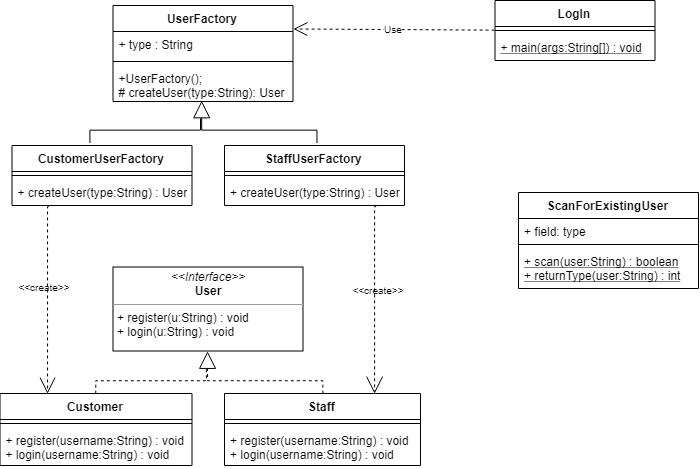 UserFactory
+ type : String
+UserFactory();
# createUser(type:String): User
Use
LogIn
+ main(args:String[]) : void
CustomerUserFactory
+ createUser(type:String) : User
StaffUserFactory
+ createUser(type:String) : User
ScanForExistingUser
+ field: type
+ scan(user:String) : boolean
+ returnType(user:String) : int
<<Interface>>
User
+ register(u:String) : void
+ login(u:String) : void
<<create>>
<<create>>
Customer
+ register(username:String) : void
+ login(username:String) : void
Staff
+ register(username:String) : void
+ login(username:String) : void